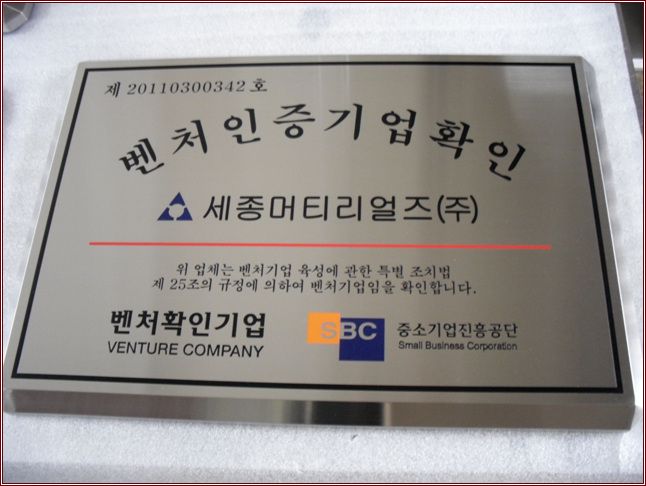 제 20110300342 호
벤처인증기업확인
세종머티리얼즈(주)
위 업체는 벤처기업 육성에 관한 특별 조치법
제 25조의 규정에 의하여 벤처기업임을 확인합니다.
벤처확인기업
VENTURE COMPANY
SBC
중소기업진흥공단
Small Business Corporation